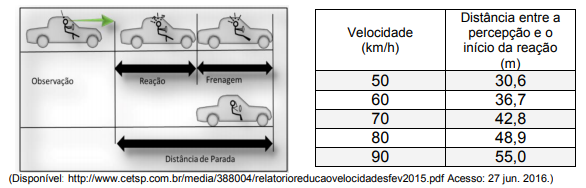 Observação
Reação
Frenagem
Distância de Parada
Velocidade
(km/h)
Distância entre a
percepção e o
início da reação
(m)
50 30,6
60 36,7
70 42,8
80 48,9
90 55,0
(Disponível: http://www.cetsp.com.br/media/388004/relatorioreducaovelocidadesfev2015.pdf Acesso: 27 jun. 2016.)